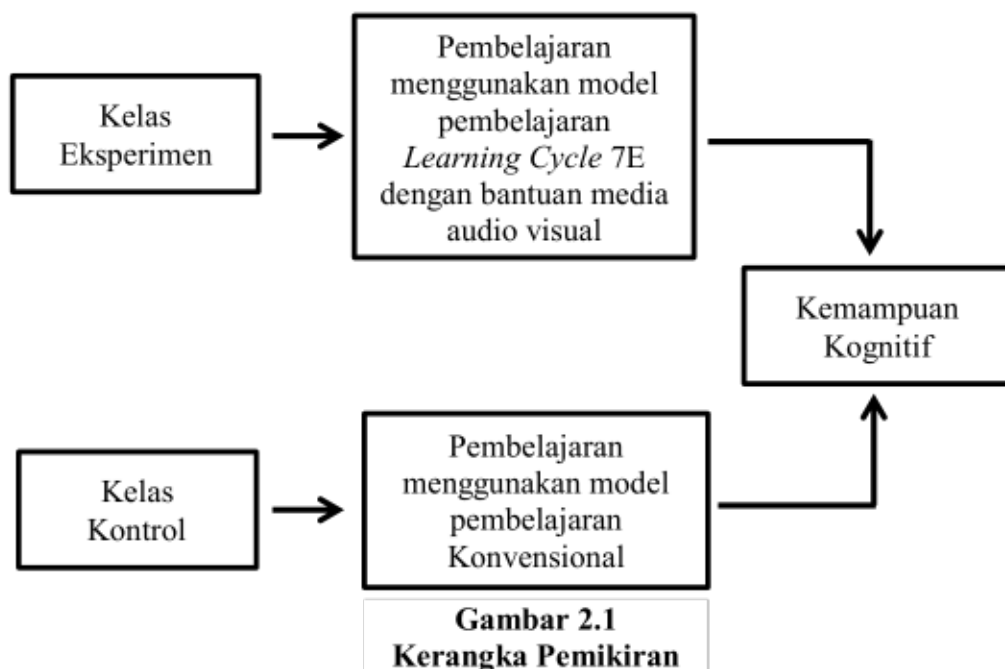 Kelas
Eksperimen
Pembelajaran
menggunakan model
pembelajaran
Learning Cycle 7E
dengan bantuan media
audio visual
Kemampuan
Kognitif
Kelas
Kontrol
Pembelajaran
menggunakan model
pembelajaran
Konvensional
Gambar 2.1
Kerangka Pemikiran